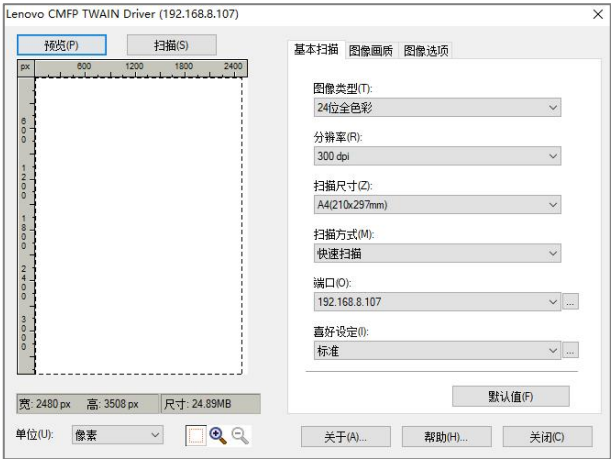 Lenovo CMFP TWAIN Driver (192.168.8.107)
预览(P)
扫描(S)
px 600 1200 1800 2400
600
1200
1800
2400
3000
宽: 2480 px 高: 3508 px 尺寸: 24.89MB
单位(U): 像素
基本扫描 图像画质 图像选项
图像类型(T):
24位全色彩
分辨率(R):
300 dpi
扫描尺寸(Z):
A4(210x297mm)
扫描方式(M):
快速扫描
端口(O):
192.168.8.107 ...
喜好设定(I):
标准 ...
默认值(F)
关于(A)... 帮助(H)... 关闭(C)